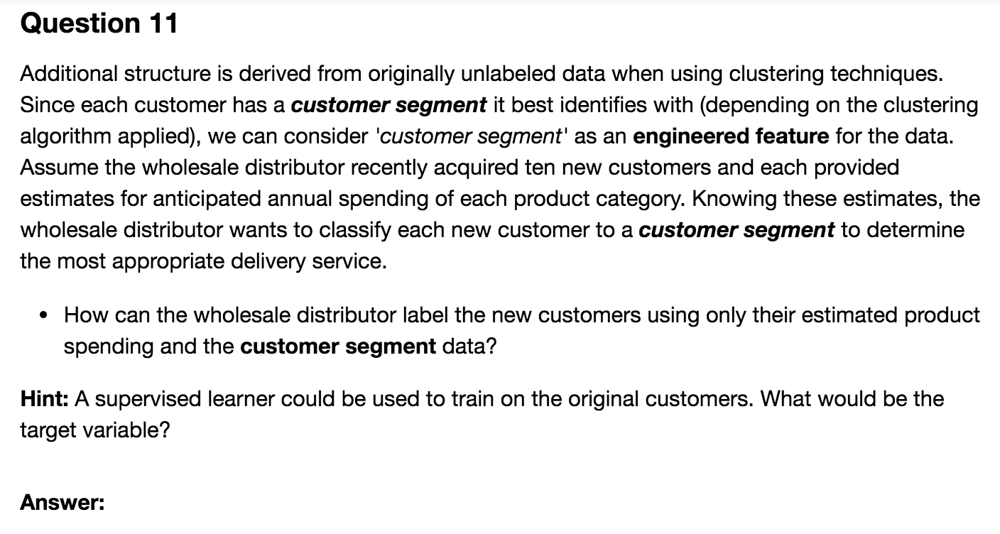 Question 11
Additional structure is derived from originally unlabeled data when using clustering techniques.
Since each customer has a customer segment it best identifies with (depending on the clustering
algorithm applied), we can consider 'customer segment' as an engineered feature for the data.
Assume the wholesale distributor recently acquired ten new customers and each provided
estimates for anticipated annual spending of each product category. Knowing these estimates, the
wholesale distributor wants to classify each new customer to a customer segment to determine
the most appropriate delivery service.
• How can the wholesale distributor label the new customers using only their estimated product
spending and the customer segment data?
Hint: A supervised learner could be used to train on the original customers. What would be the
target variable?
Answer: